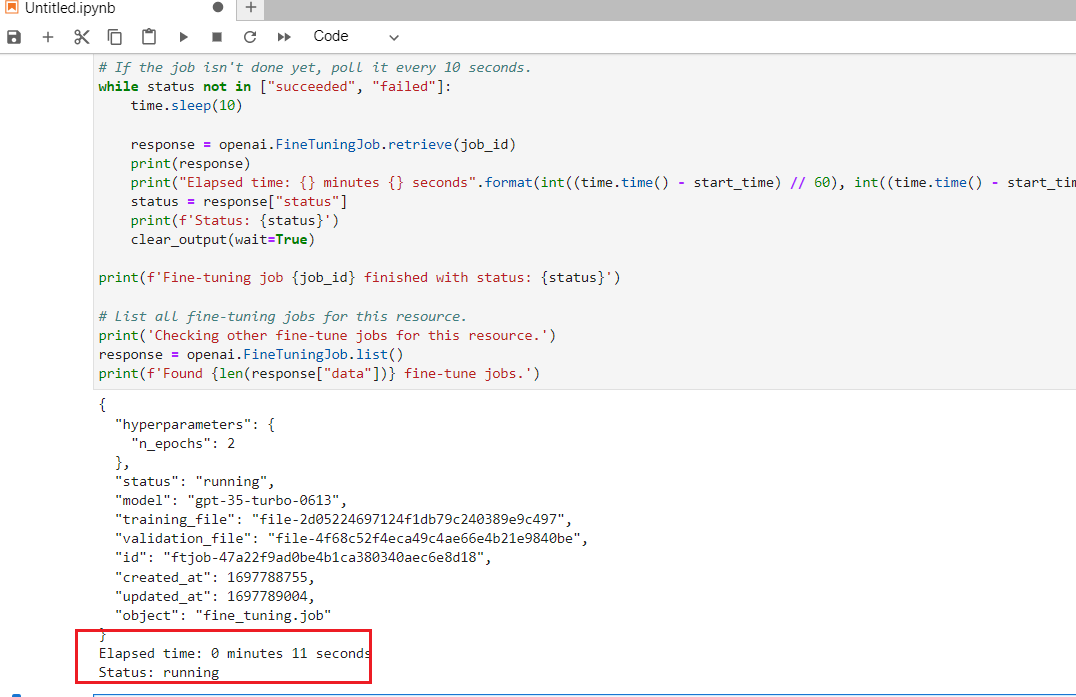 Untitled.ipynb
Code
# If the job isn't done yet, poll it every 10 seconds.
while status not in ["succeeded", "failed"]:
    time.sleep(10)
    response = openai.FineTuningJob.retrieve(job_id)
    print(response)
    print("Elapsed time: {} minutes {} seconds".format(int((time.time() - start_time) // 60), int((time.time() - start_tim
    status = response["status"]
    print(f'Status: {status}')
    clear_output(wait=True)
print(f'Fine-tuning job {job_id} finished with status: {status}')
# List all fine-tuning jobs for this resource.
print('Checking other fine-tune jobs for this resource.')
response = openai.FineTuningJob.list()
print(f'Found {len(response["data"])} fine-tune jobs.')
{
  "hyperparameters": {
    "n_epochs": 2
  },
  "status": "running",
  "model": "gpt-35-turbo-0613",
  "training_file": "file-2d05224697124f1db79c240389e9c497",
  "validation_file": "file-4f68c52f4eca49c4ae66e4b21e9840be",
  "id": "ftjob-47a22f9ad0be4b1ca380340aec6e8d18",
  "created_at": 1697788755,
  "updated_at": 1697789004,
  "object": "fine_tuning.job"
}
Elapsed time: 0 minutes 11 seconds
Status: running